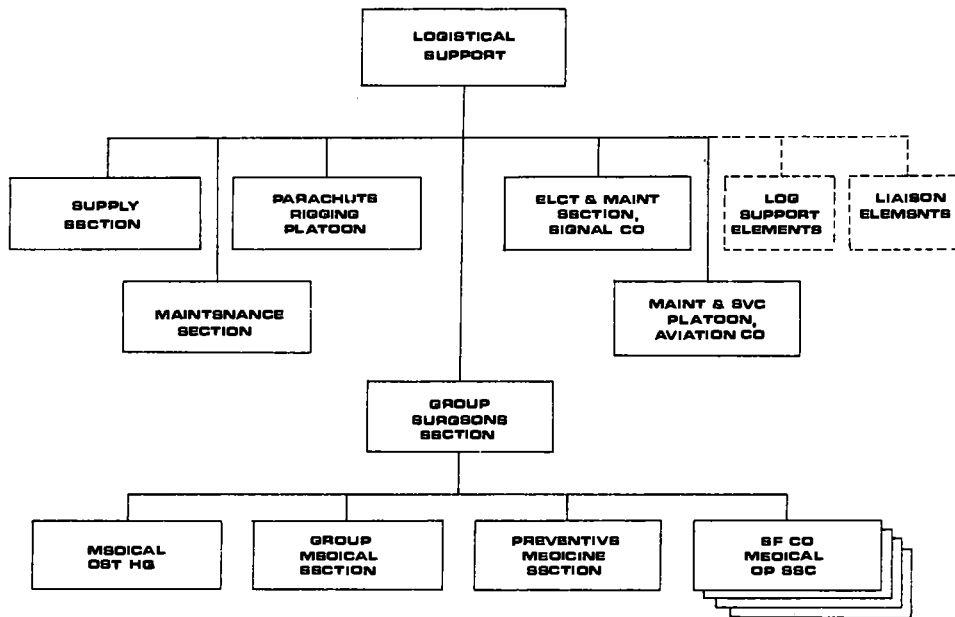 LOGISTICAL
SUPPORT
SUPPLY
SSCTION
PARACHUTS
RIGGING
PLATOON
ELCT & MAINT
SSCTION,
SIGNAL CO
LOG
SUPPORT
ELEMENTS
LIAISON
ELEMSNTS
MAINTSNANCE
SECTION
MAINT & SVC
PLATOON,
AVIATION CO
GROUP
SURGSONS
SSCTION
MSDICAL
OST HQ
GROUP
MSDICAL
SSCTION
PREVENTIVS
MEDICINE
SSCTION
SF CO
MEDICAL
OP SSC